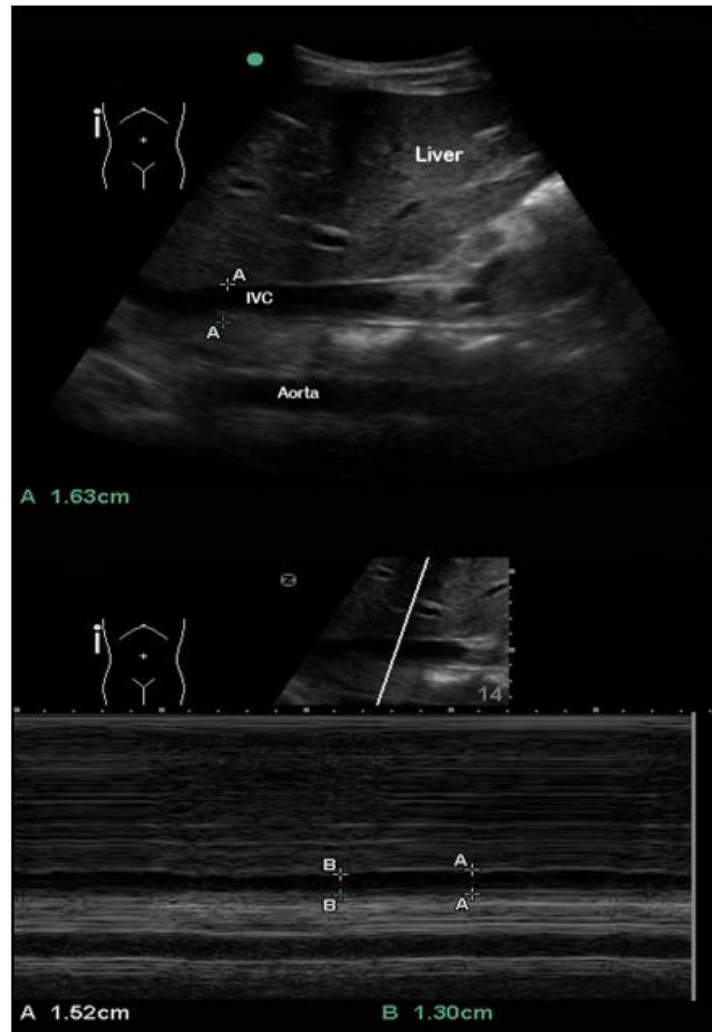 Liver
A
IVC
A
Aorta
A 1.63cm
14
B A
B A
A 1.52cm B 1.30cm